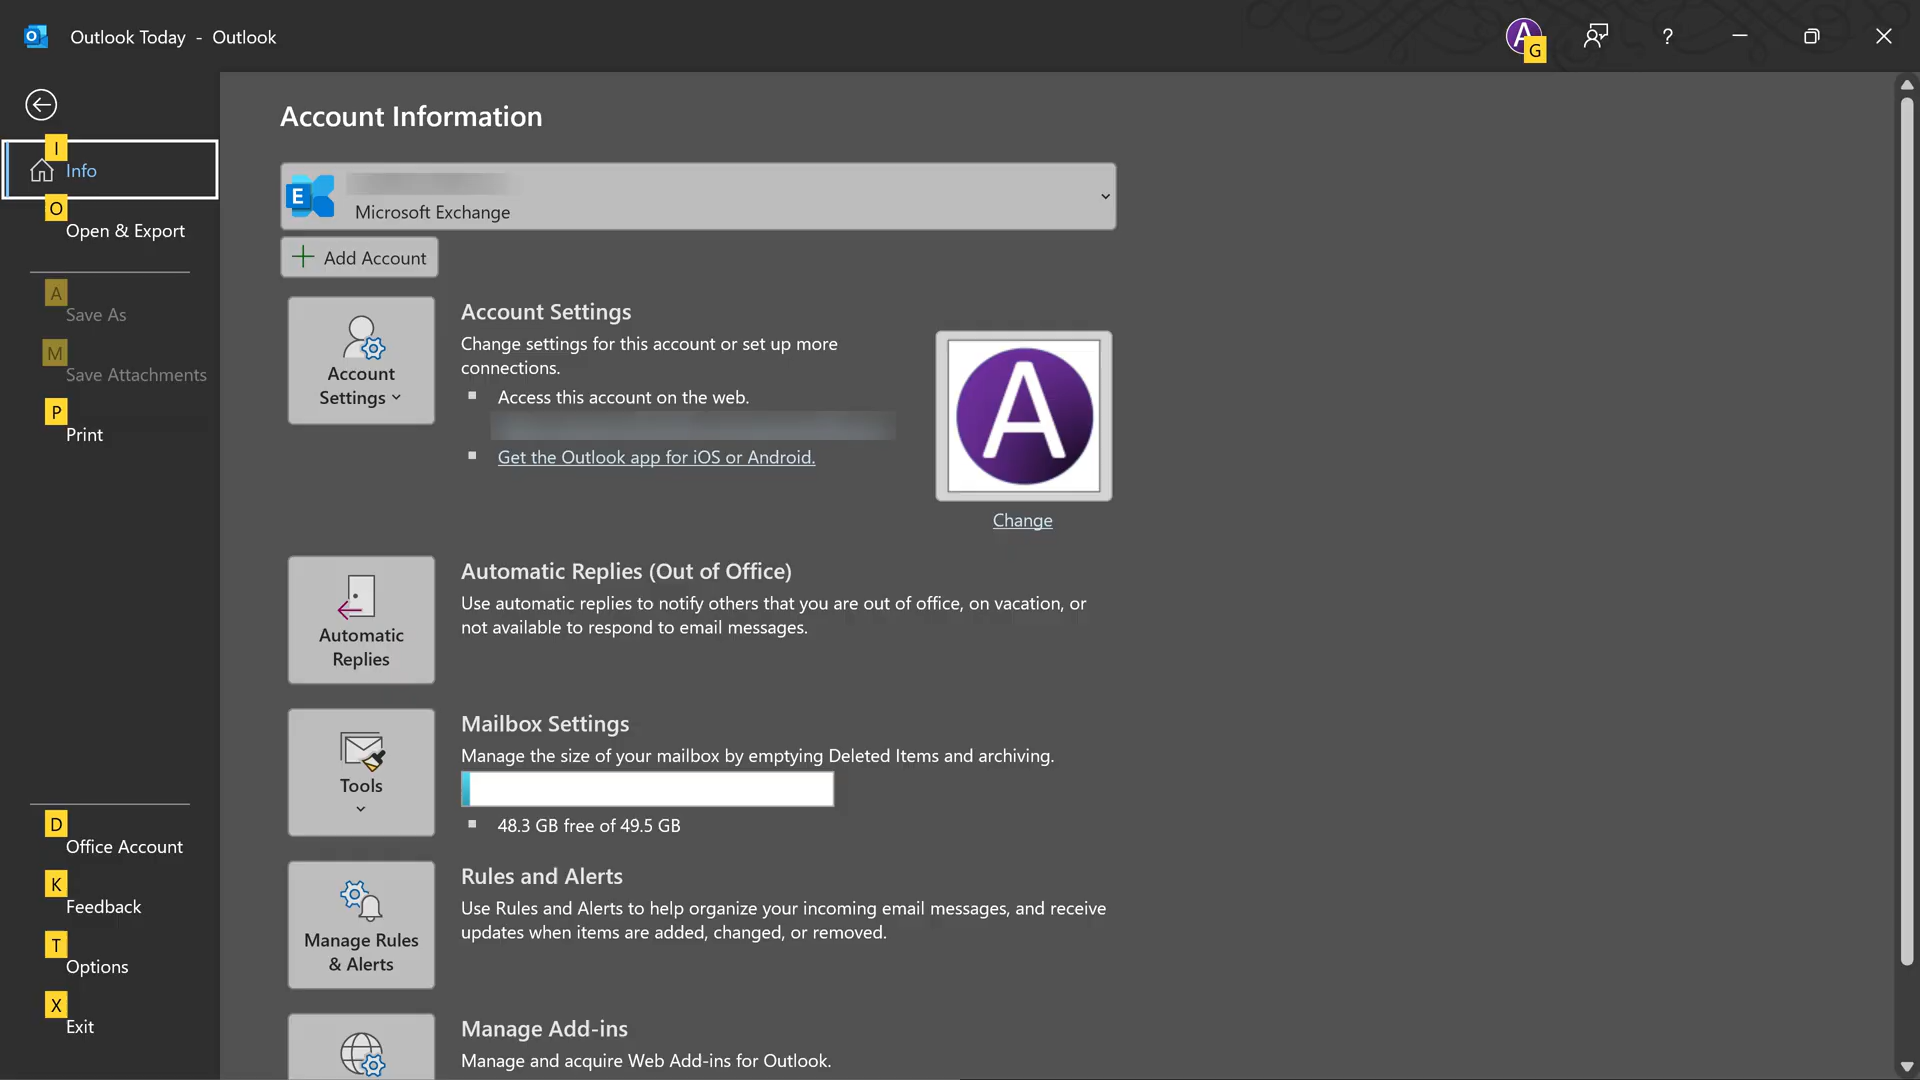 Outlook Today - Outlook
A
G
?
I
Info
O
Open & Export
A
Save As
M
Save Attachments
P
Print
D
Office Account
K
Feedback
T
Options
X
Exit
Account Information
E
Microsoft Exchange
Add Account
Account
Settings
Account Settings
Change settings for this account or set up more
connections.
Access this account on the web.
Get the Outlook app for iOS or Android.
A
Change
Automatic
Replies
Automatic Replies (Out of Office)
Use automatic replies to notify others that you are out of office, on vacation, or
not available to respond to email messages.
Tools
Mailbox Settings
Manage the size of your mailbox by emptying Deleted Items and archiving.
48.3 GB free of 49.5 GB
Manage Rules
& Alerts
Rules and Alerts
Use Rules and Alerts to help organize your incoming email messages, and receive
updates when items are added, changed, or removed.
Manage Add-ins
Manage and acquire Web Add-ins for Outlook.